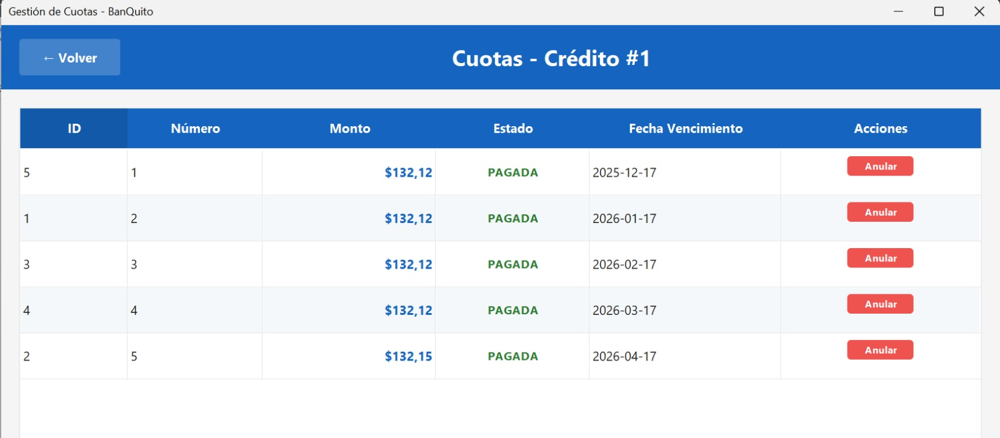 Gestión de Cuotas - BanQuito
← Volver
Cuotas - Crédito #1
ID Número Monto Estado Fecha Vencimiento Acciones
5 1 $132,12 PAGADA 2025-12-17 Anular
1 2 $132,12 PAGADA 2026-01-17 Anular
3 3 $132,12 PAGADA 2026-02-17 Anular
4 4 $132,12 PAGADA 2026-03-17 Anular
2 5 $132,15 PAGADA 2026-04-17 Anular